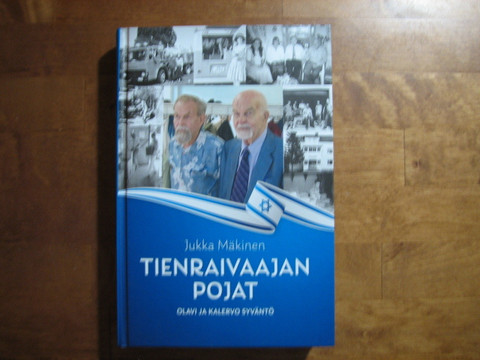 Jukka Mäkinen
TIENRAIVAAJAN
POJAT
OLAVI JA KALERVO SYVÄNTÖ